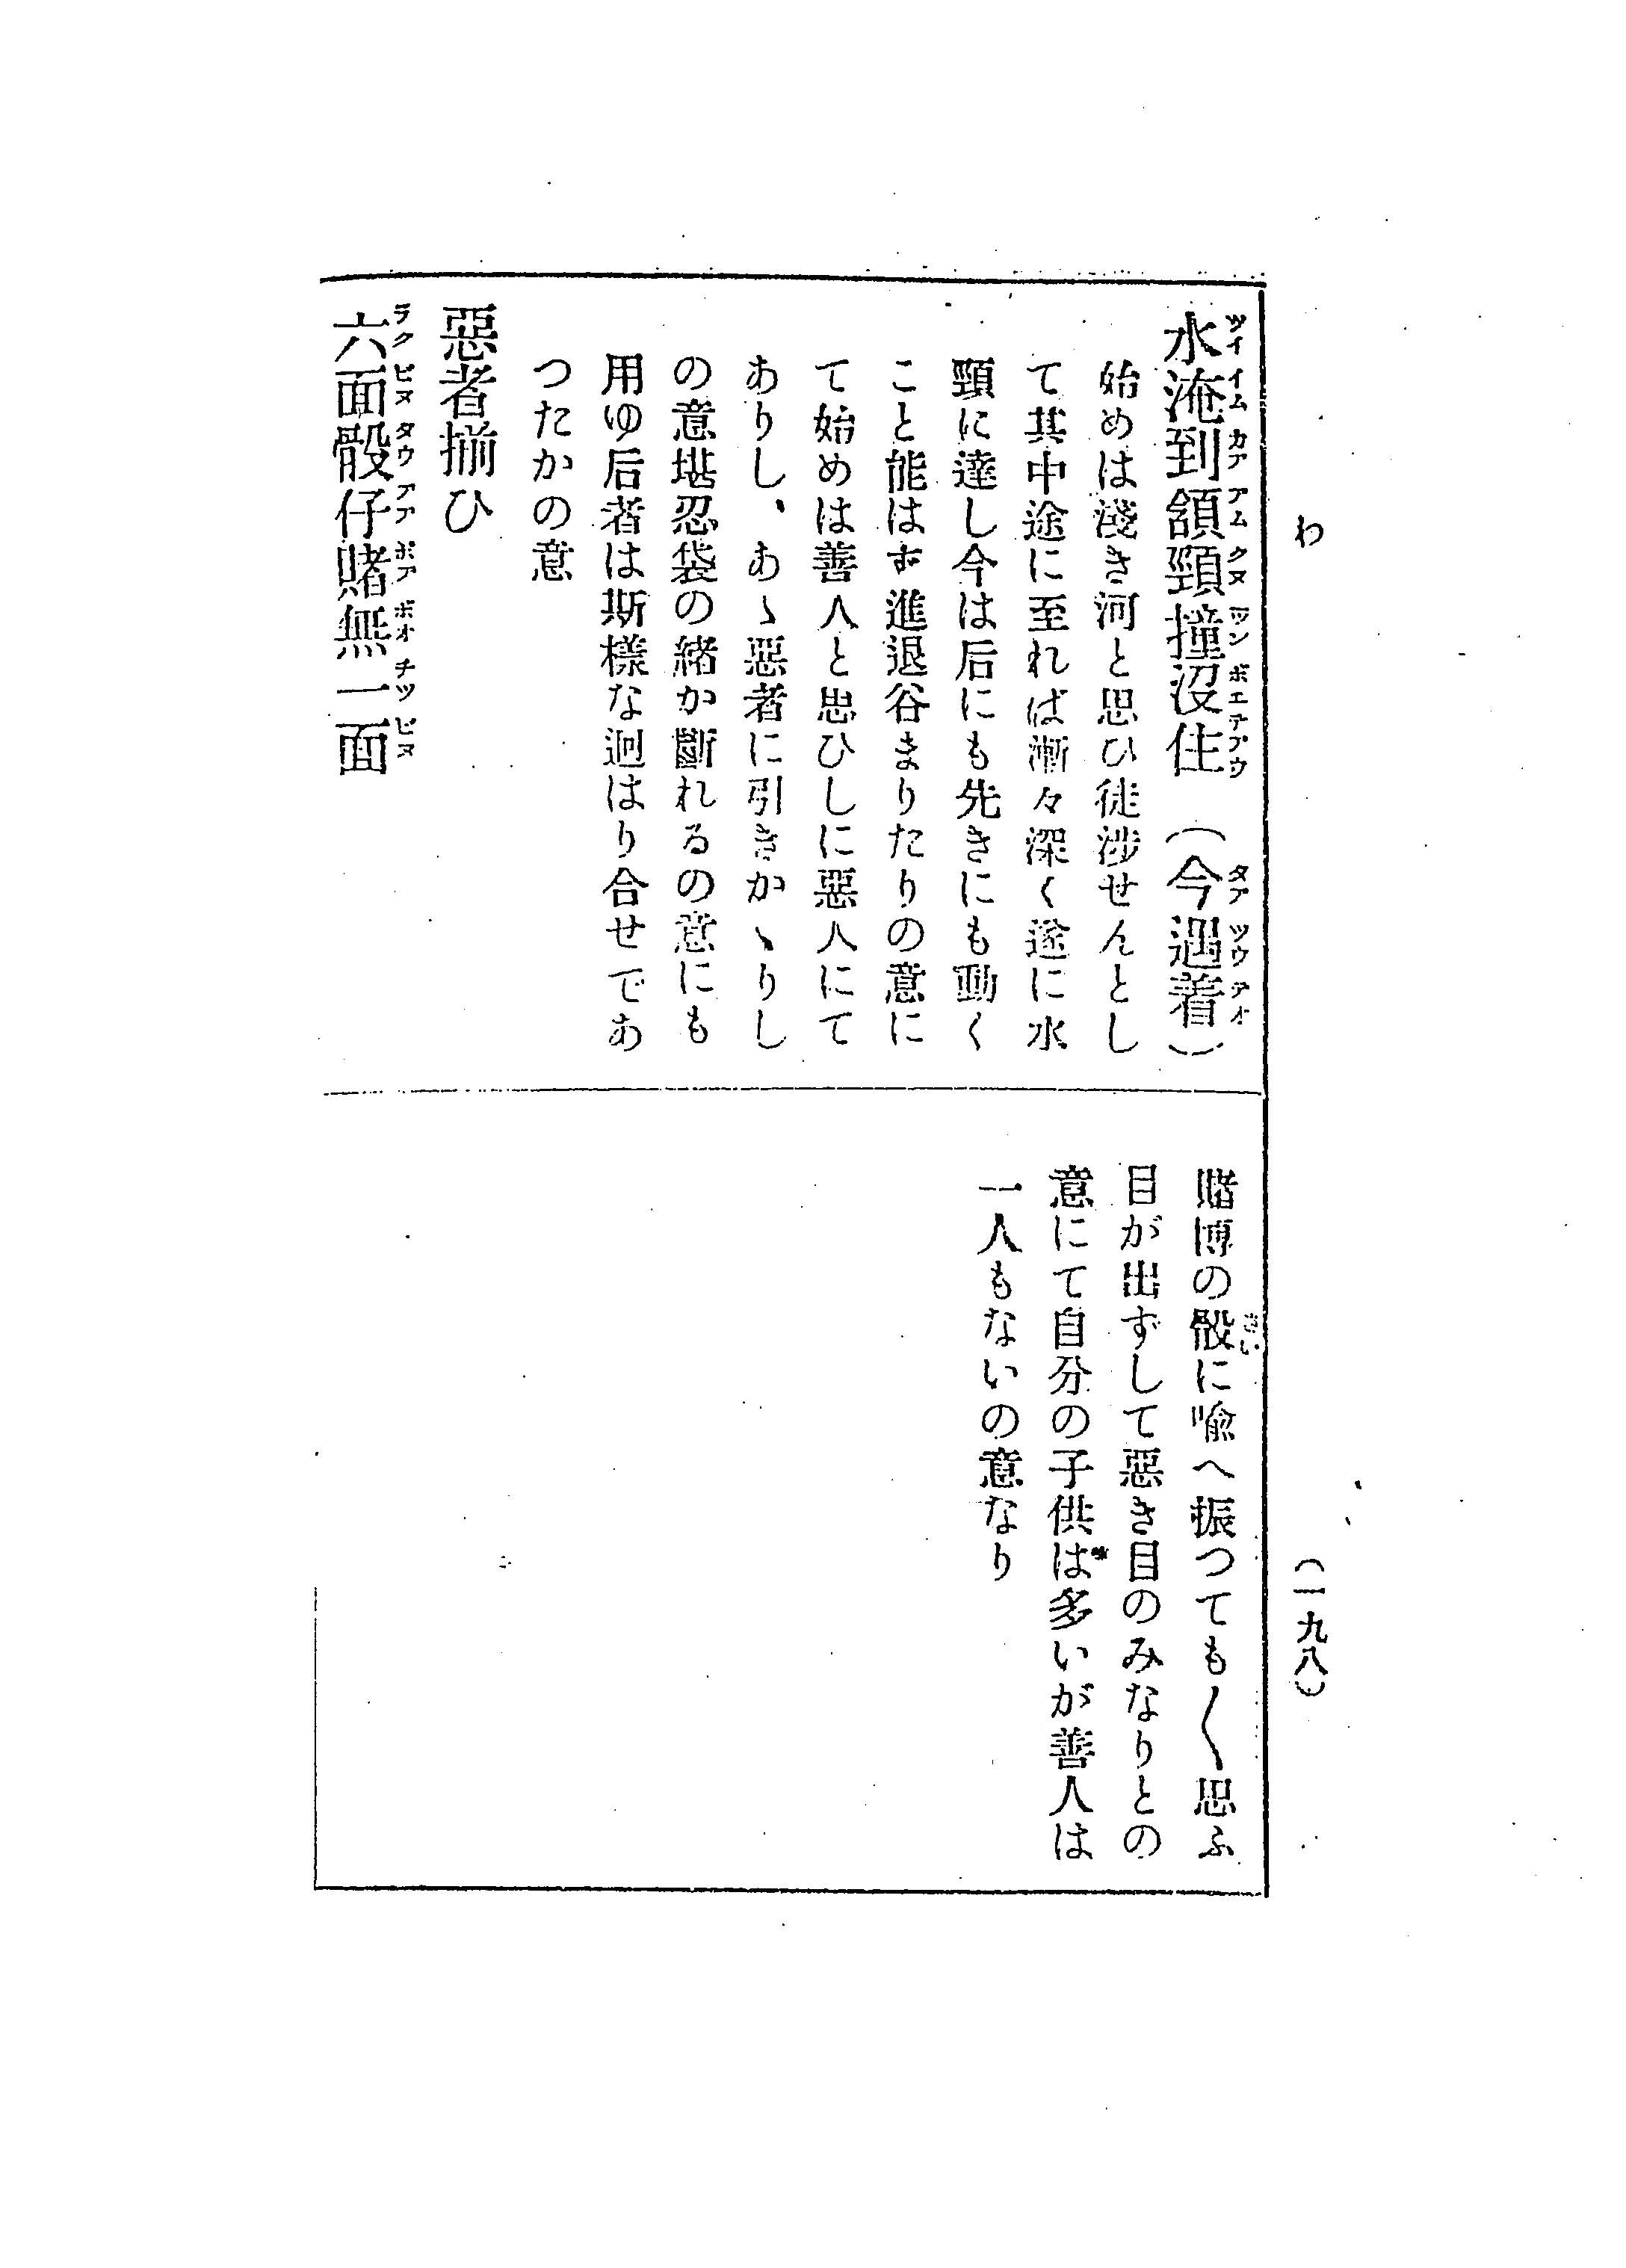 わ
水淹到頷頸撞沒住（今遇着）
始めは淺き河と思ひ徒渉せんとし
て其中途に至れば漸々深く遂に水
頸に達し今は后にも先きにも動く
こと能はず進退谷まりたりの意に
て始めは善人と思ひしに惡人にて
ありし、あゝ惡者に引きかゝりし
の意堪忍袋の緒か斷れるの意にも
用ゆ后者は斯樣な迴はり合せであ
つたかの意
惡者揃ひ
六面骰仔賭無一面
賭博の骰に喩へ振つても〱思ふ
目が出ずして惡き目のみなりとの
意にて自分の子供は多いが善人は
一人もないの意なり
（一九八）